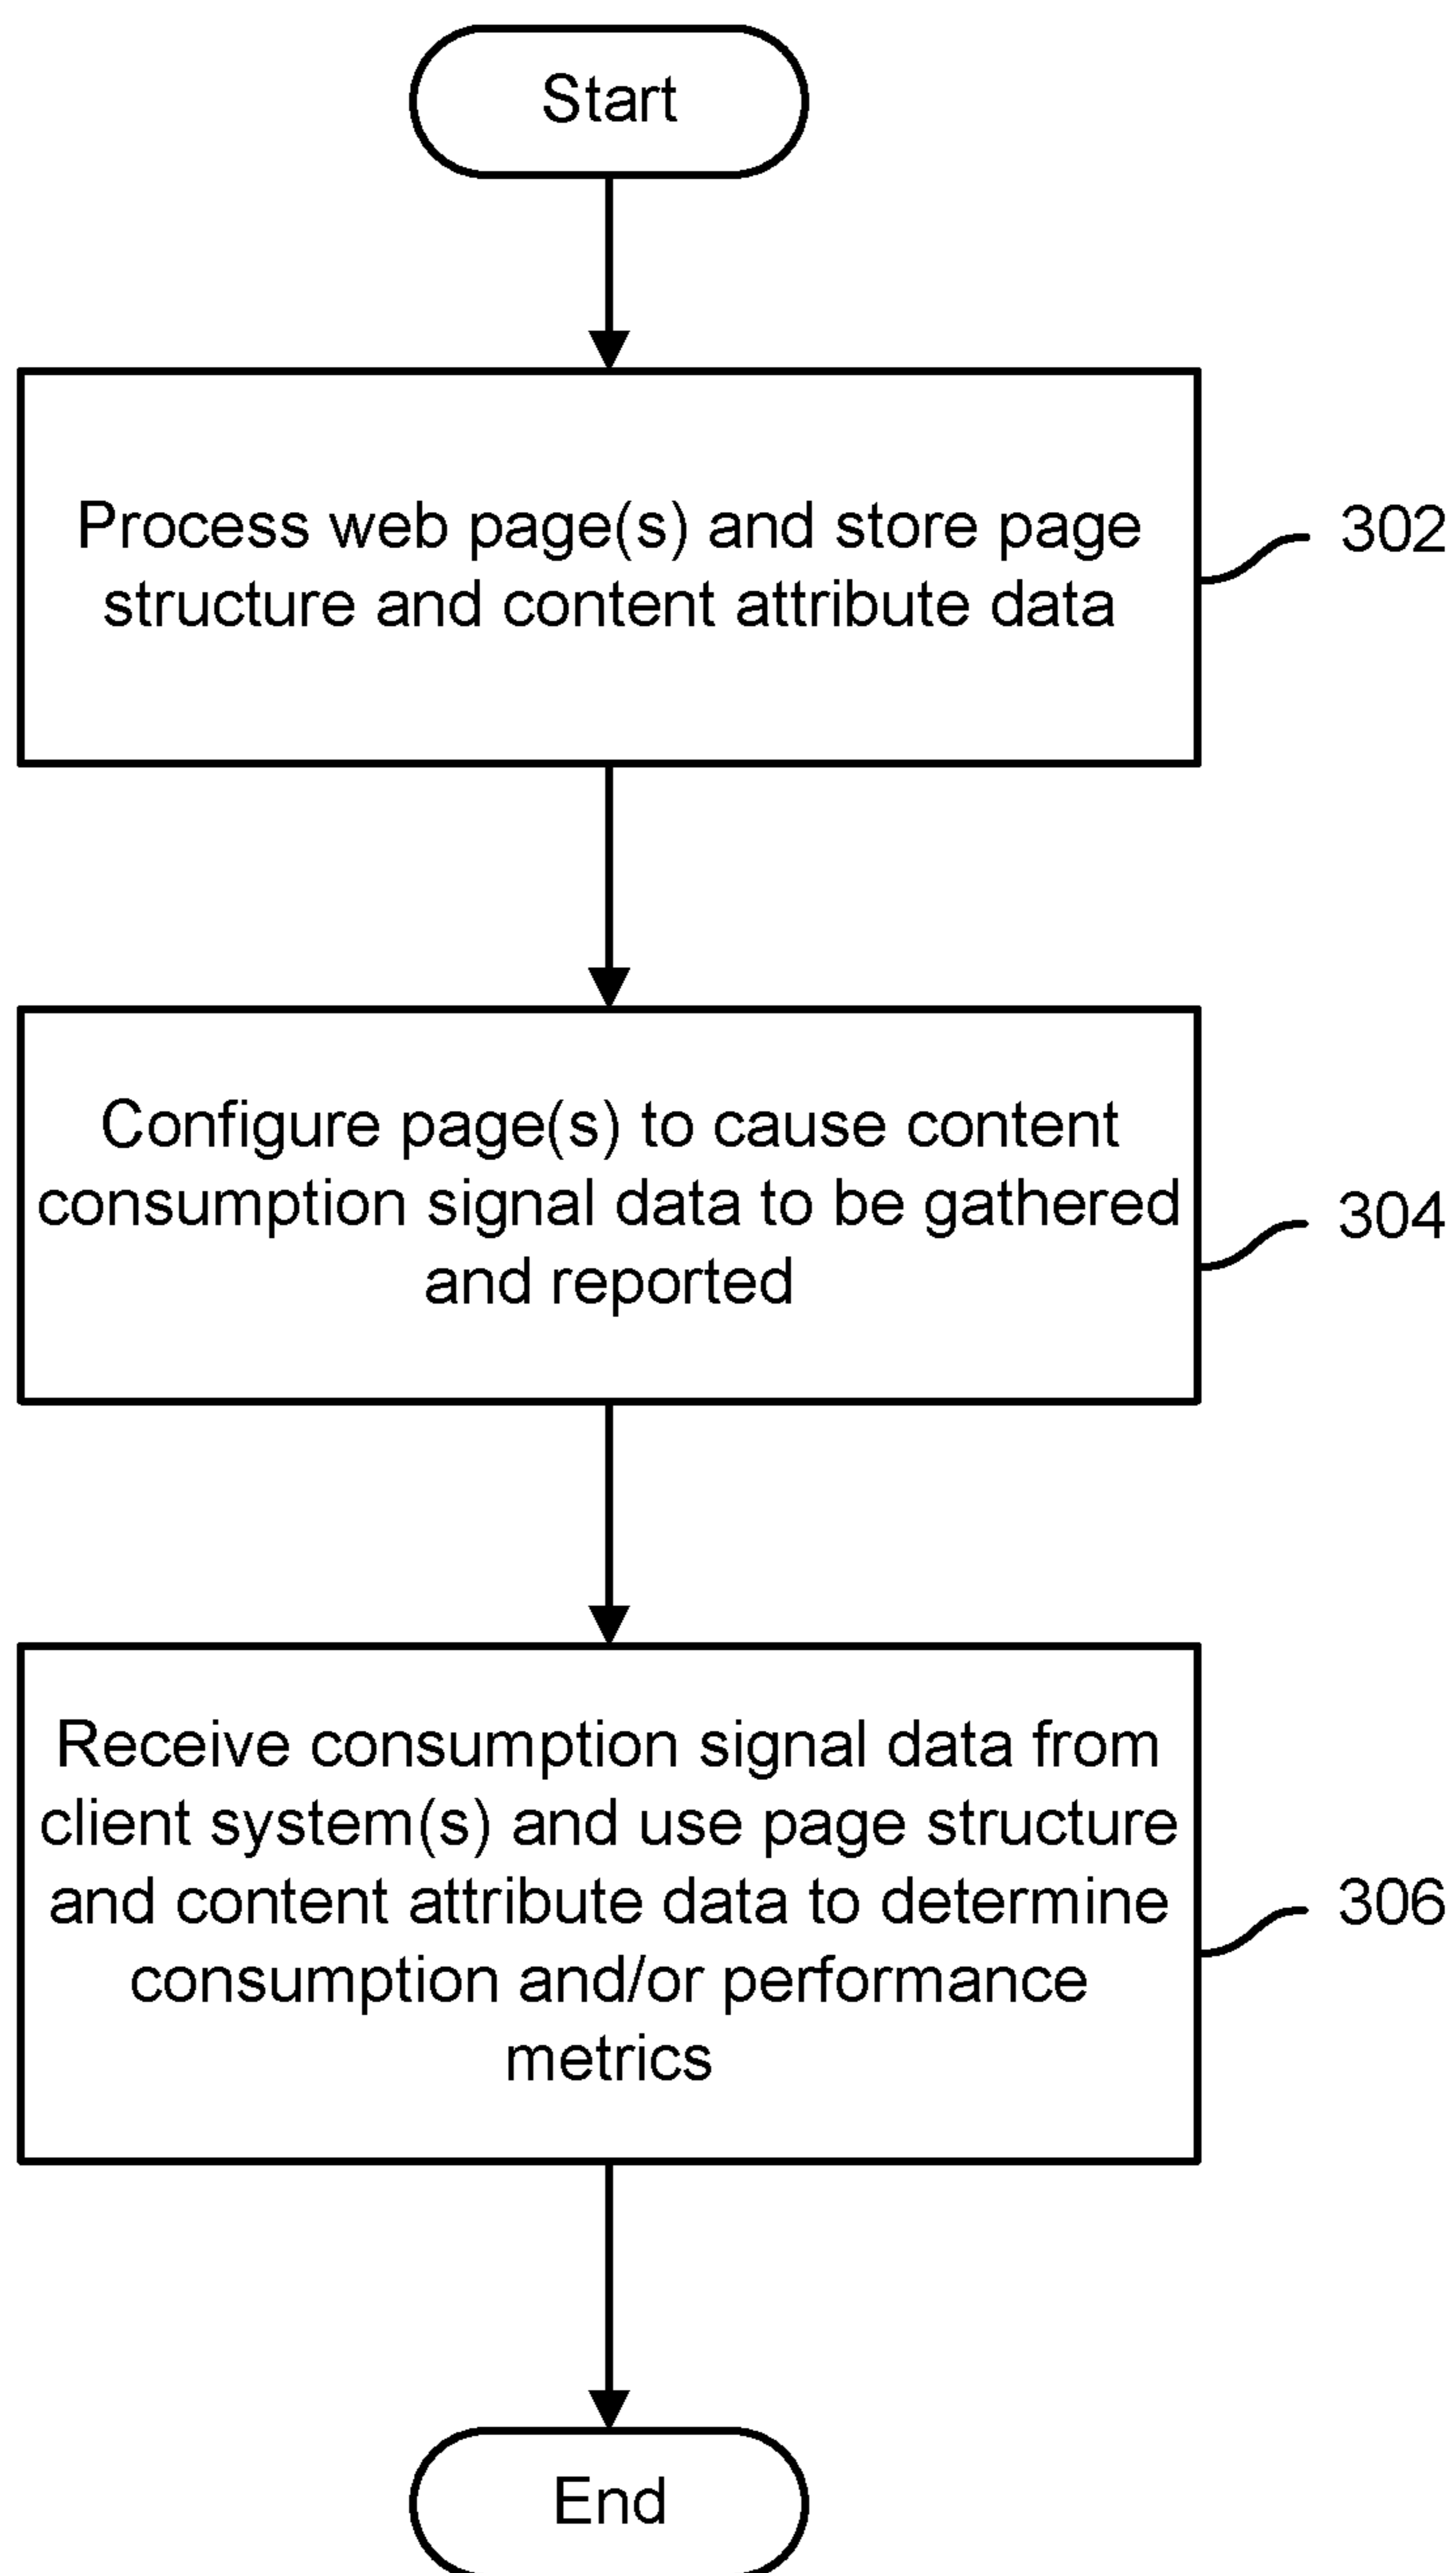 Start
Process web page(s) and store page
structure and content attribute data
302
Configure page(s) to cause content
consumption signal data to be gathered
and reported
304
Receive consumption signal data from
client system(s) and use page structure
and content attribute data to determine
consumption and/or performance
metrics
306
End